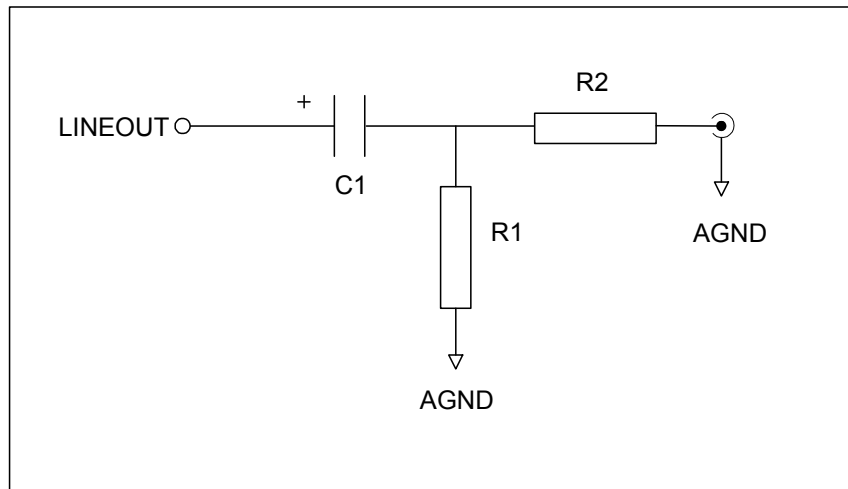 R2
+
LINEOUT
C1
R1
AGND
AGND